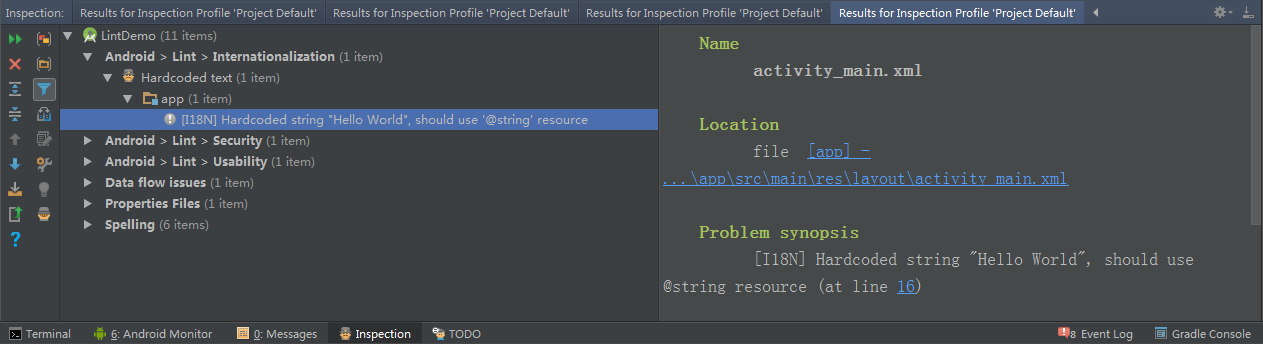 Inspection: Results for Inspection Profile 'Project Default' Results for Inspection Profile 'Project Default' Results for Inspection Profile 'Project Default' Results for Inspection Profile 'Project Default'
LintDemo (11 items)
Android > Lint > Internationalization (1 item)
Hardcoded text (1 item)
app (1 item)
[I18N] Hardcoded string "Hello World", should use '@string' resource
Android > Lint > Security (1 item)
Android > Lint > Usability (1 item)
Data flow issues (1 item)
Properties Files (1 item)
Spelling (6 items)
Name
activity_main.xml
Location
file [app] -
...\app\src\main\res\layout\activity_main.xml
Problem synopsis
[I18N] Hardcoded string "Hello World", should use
@string resource (at line 16)
Terminal 6: Android Monitor 0: Messages Inspection TODO 8 Event Log Gradle Console